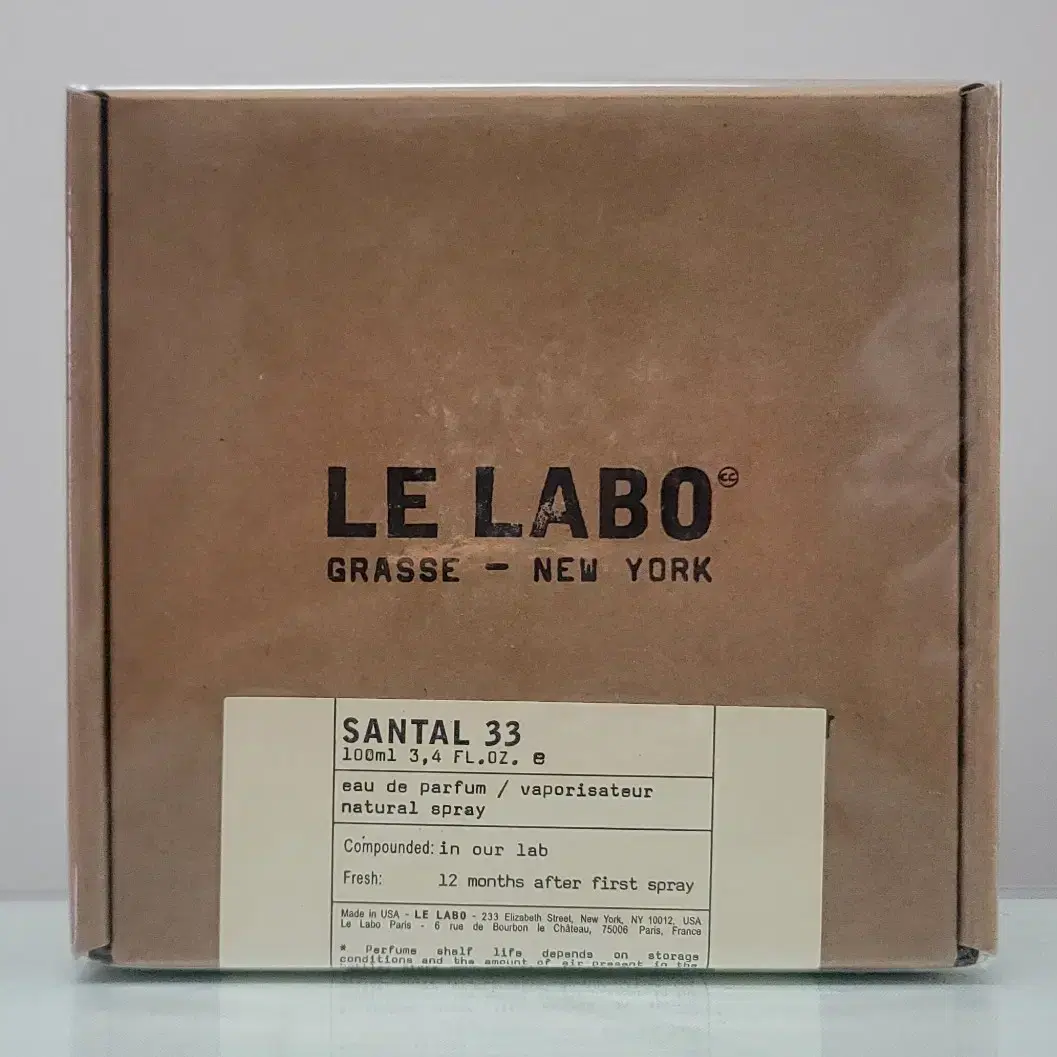 LE LABO
GRASSE – NEW YORK
SANTAL 33
100ml 3,4 FL.OZ. e
eau de parfum / vaporisateur
natural spray
Compounded: in our lab
Fresh: 12 months after first spray
Made in USA - LE LABO - 233 Elizabeth Street, New York, NY 10012, USA
Le Labo Paris - 6 rue de Bourbon le Château, 75006 Paris, France
* Perfume shelf life depends on storage
conditions and the amount of air present in the